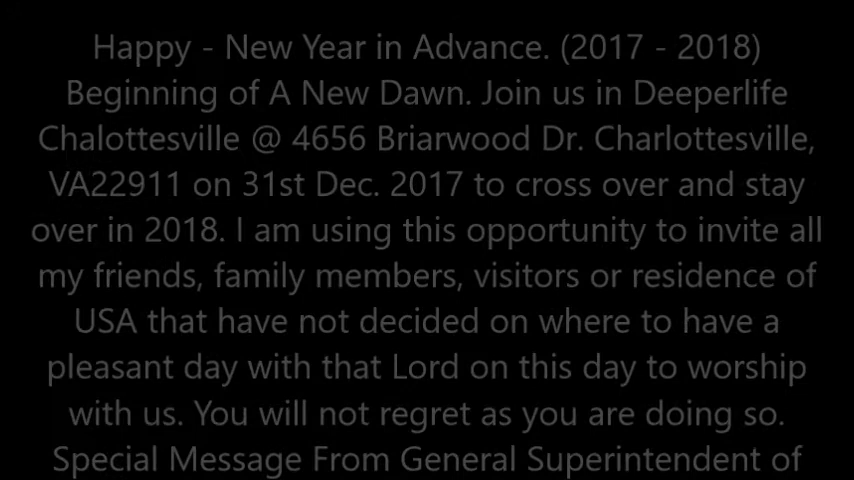 Happy - New Year in Advance. (2017 - 2018)
Beginning of A New Dawn. Join us in Deeperlife
Chalottesville @ 4656 Briarwood Dr. Charlottesville,
VA22911 on 31st Dec. 2017 to cross over and stay
over in 2018. I am using this opportunity to invite all
my friends, family members, visitors or residence of
USA that have not decided on where to have a
pleasant day with that Lord on this day to worship
with us. You will not regret as you are doing so.
Special Message From General Superintendent of